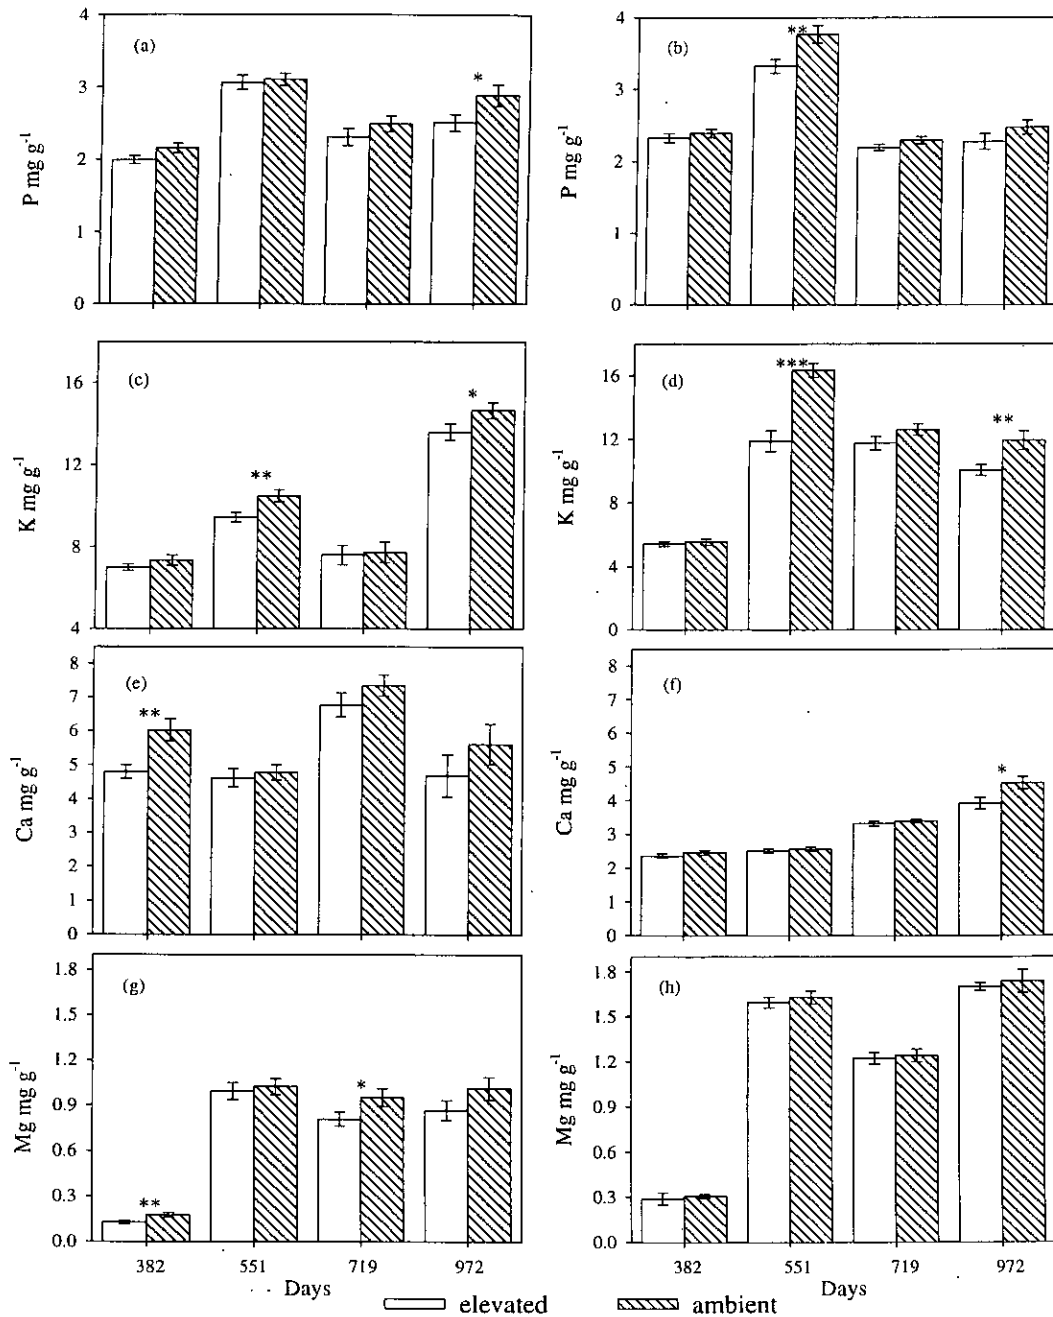 4
3
2
1
0
P mg g-1
(a)
*
4
3
2
1
0
P mg g-1
(b)
**
16
12
8
4
K mg g-1
(c)
**
*
16
12
8
4
0
K mg g-1
(d)
***
**
8
7
6
5
4
3
2
1
0
Ca mg g-1
(e)
**
8
7
6
5
4
3
2
1
0
Ca mg g-1
(f)
*
1.8
1.5
1.2
0.9
0.6
0.3
0.0
Mg mg g-1
(g)
**
*
382 551 719 972
Days
1.8
1.5
1.2
0.9
0.6
0.3
0.0
Mg mg g-1
(h)
382 551 719 972
Days
elevated ambient